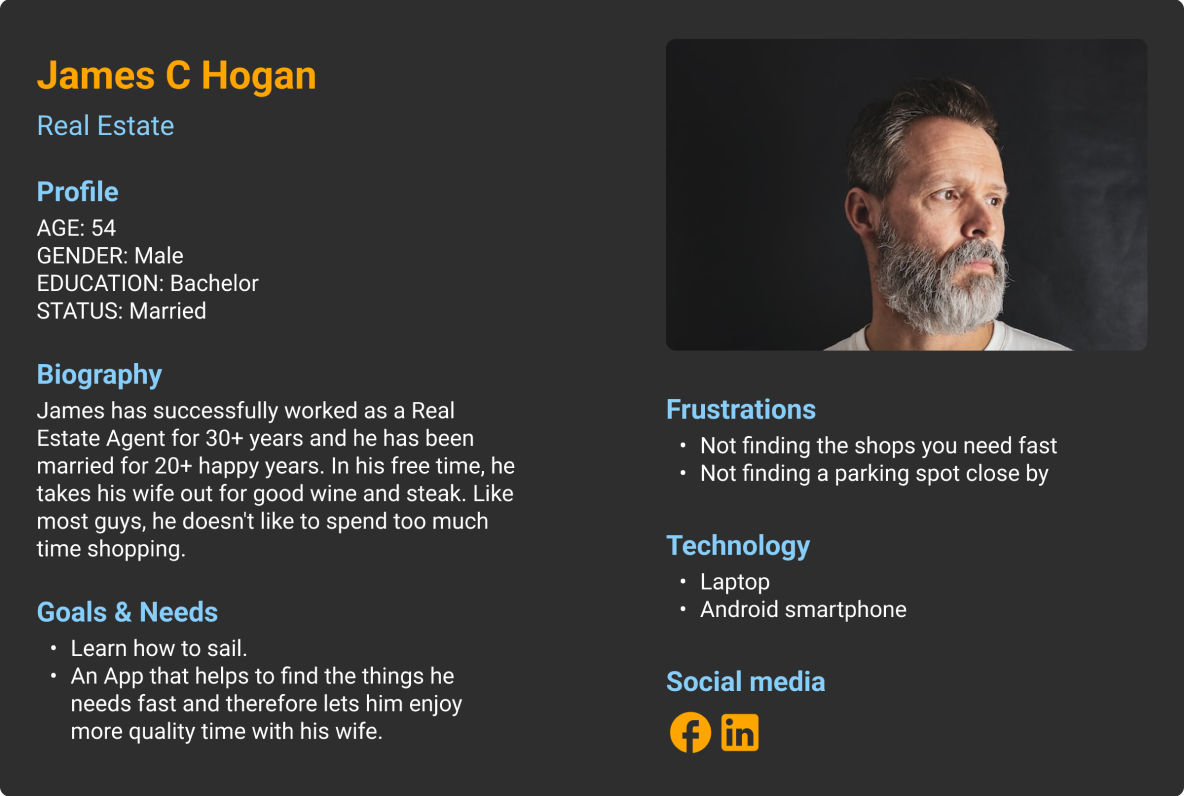 James C Hogan
Real Estate
Profile
AGE: 54
GENDER: Male
EDUCATION: Bachelor
STATUS: Married
Biography
James has successfully worked as a Real
Estate Agent for 30+ years and he has been
married for 20+ happy years. In his free time, he
takes his wife out for good wine and steak. Like
most guys, he doesn't like to spend too much
time shopping.
Goals & Needs
• Learn how to sail.
• An App that helps to find the things he
needs fast and therefore lets him enjoy
more quality time with his wife.
Frustrations
• Not finding the shops you need fast
• Not finding a parking spot close by
Technology
• Laptop
• Android smartphone
Social media
f in